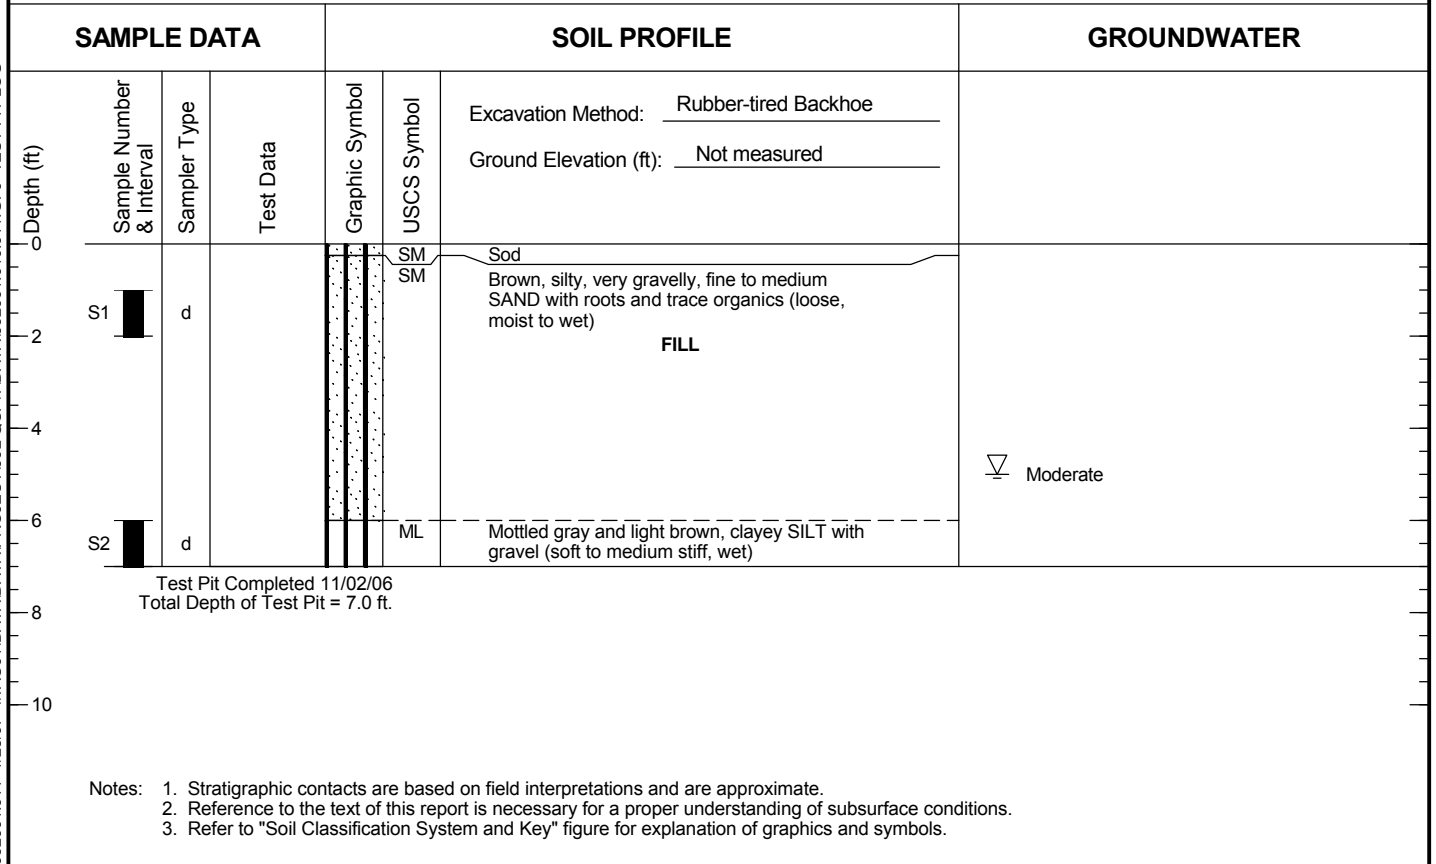 SAMPLE DATA
SOIL PROFILE
GROUNDWATER
Depth (ft)
Sample Number
& Interval
Sampler Type
Test Data
Graphic Symbol
USCS Symbol
Excavation Method: Rubber-tired Backhoe
Ground Elevation (ft): Not measured
0
SM Sod
SM Brown, silty, very gravelly, fine to medium
SAND with roots and trace organics (loose,
moist to wet)
S1 d
2
FILL
4
Moderate
6
ML Mottled gray and light brown, clayey SILT with
gravel (soft to medium stiff, wet)
S2 d
Test Pit Completed 11/02/06
Total Depth of Test Pit = 7.0 ft.
8
10
Notes: 1. Stratigraphic contacts are based on field interpretations and are approximate.
2. Reference to the text of this report is necessary for a proper understanding of subsurface conditions.
3. Refer to "Soil Classification System and Key" figure for explanation of graphics and symbols.